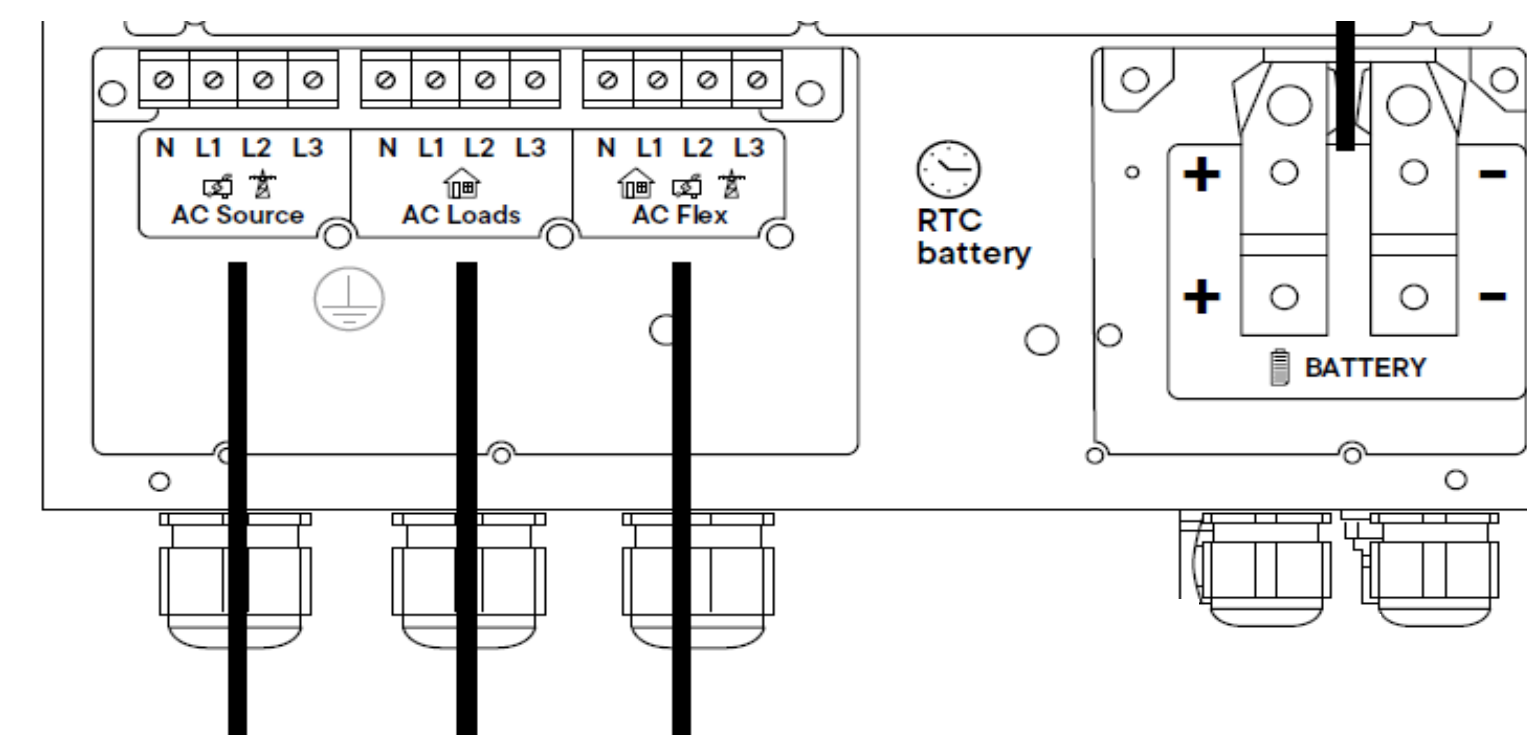 N L1 L2 L3
AC Source
N L1 L2 L3
AC Loads
N L1 L2 L3
AC Flex
RTC
battery
+ -
+ -
BATTERY